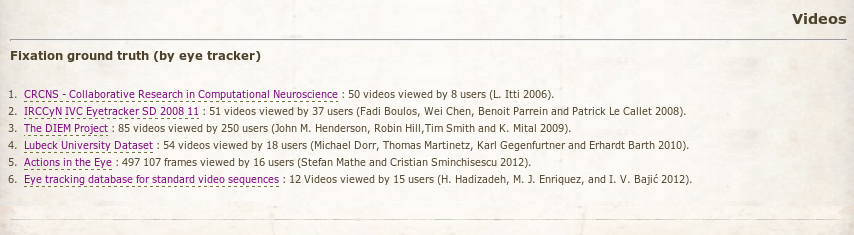 Videos
Fixation ground truth (by eye tracker)
1. CRCNS - Collaborative Research in Computational Neuroscience : 50 videos viewed by 8 users (L. Itti 2006).
2. IRCCyN IVC Eyetracker SD 2008 11 : 51 videos viewed by 37 users (Fadi Boulos, Wei Chen, Benoit Parrein and Patrick Le Callet 2008).
3. The DIEM Project : 85 videos viewed by 250 users (John M. Henderson, Robin Hill,Tim Smith and K. Mital 2009).
4. Lubeck University Dataset : 54 videos viewed by 18 users (Michael Dorr, Thomas Martinetz, Karl Gegenfurtner and Erhardt Barth 2010).
5. Actions in the Eye : 497 107 frames viewed by 16 users (Stefan Mathe and Cristian Sminchisescu 2012).
6. Eye tracking database for standard video sequences : 12 Videos viewed by 15 users (H. Hadizadeh, M. J. Enriquez, and I. V. Bajić 2012).